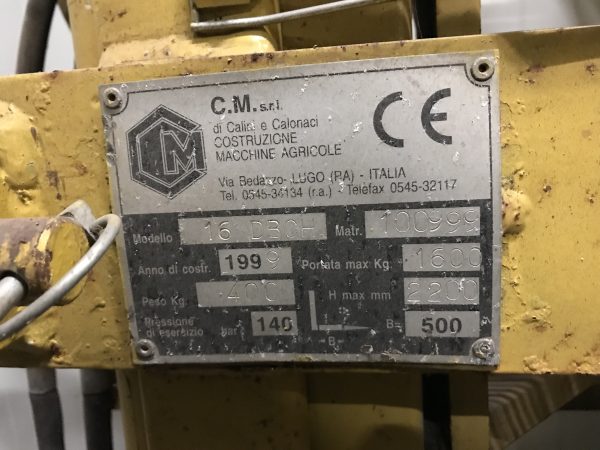 CM
C.M. s.r.l.
di Calini e Calonaci
COSTRUZIONE
MACCHINE AGRICOLE
CE
Via Bedazzo- LUGO (RA) - ITALIA
Tel. 0545-34134 (r.a.) - Telefax 0545-32117
Modello 16 Matr. 100999
Anno di costr. 1999 Portata max Kg. 1600
Peso Kg. 400 H max mm 2200
Pressione di esercizio bar 140 B= B= 500